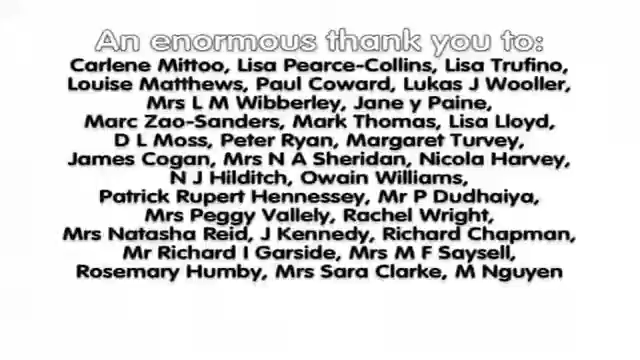 An enormous thank you to:
Carlene Mittoo, Lisa Pearce-Collins, Lisa Trufino,
Louise Matthews, Paul Coward, Lukas J Wooller,
Mrs L M Wibberley, Jane y Paine,
Marc Zao-Sanders, Mark Thomas, Lisa Lloyd,
D L Moss, Peter Ryan, Margaret Turvey,
James Cogan, Mrs N A Sheridan, Nicola Harvey,
N J Hilditch, Owain Williams,
Patrick Rupert Hennessey, Mr P Dudhaiya,
Mrs Peggy Vallely, Rachel Wright,
Mrs Natasha Reid, J Kennedy, Richard Chapman,
Mr Richard I Garside, Mrs M F Saysell,
Rosemary Humby, Mrs Sara Clarke, M Nguyen